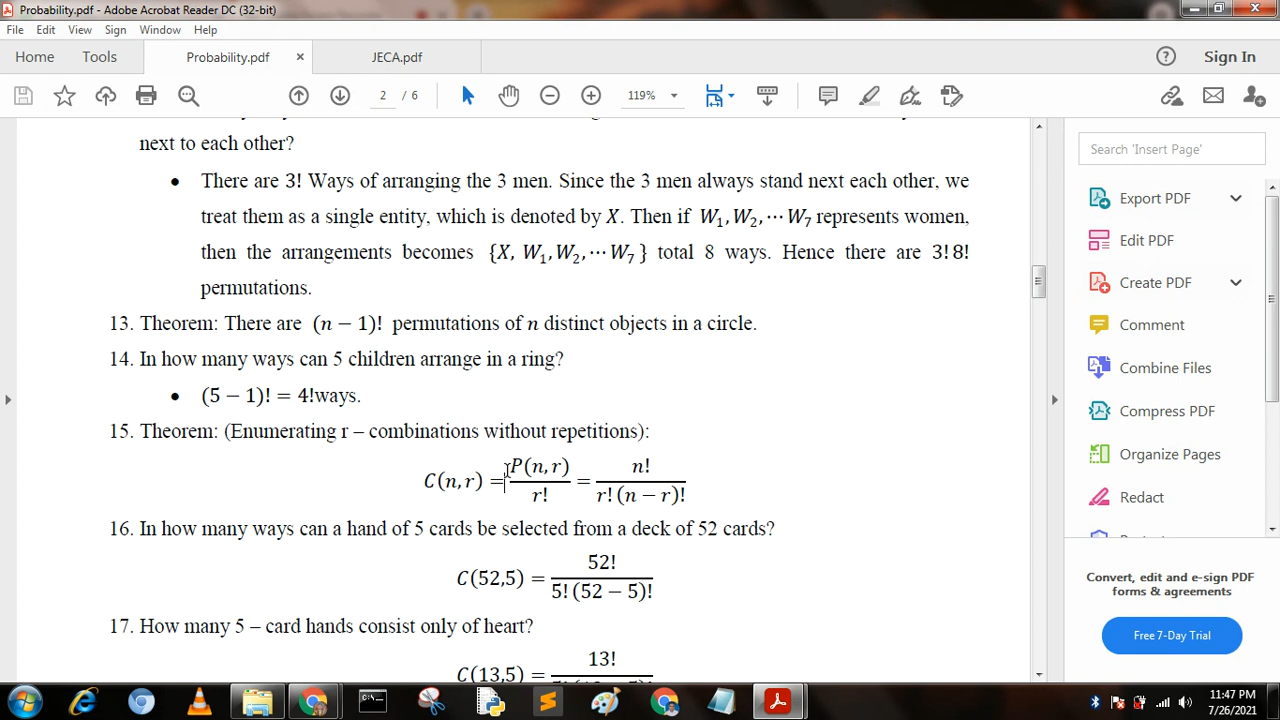 Probability.pdf - Adobe Acrobat Reader DC (32-bit)
File Edit View Sign Window Help
Home Tools Probability.pdf × JECA.pdf Sign In
2 / 6 119%
next to each other?
• There are 3! Ways of arranging the 3 men. Since the 3 men always stand next each other, we
treat them as a single entity, which is denoted by X. Then if W₁, W₂, ⋯ W₇ represents women,
then the arrangements becomes {X, W₁, W₂, ⋯ W₇ } total 8 ways. Hence there are 3! 8!
permutations.
13. Theorem: There are (n − 1)! permutations of n distinct objects in a circle.
14. In how many ways can 5 children arrange in a ring?
• (5 − 1)! = 4!ways.
15. Theorem: (Enumerating r – combinations without repetitions):
C(n, r) = P(n, r) / r! = n! / r! (n − r)!
16. In how many ways can a hand of 5 cards be selected from a deck of 52 cards?
C(52,5) = 52! / 5! (52 − 5)!
17. How many 5 – card hands consist only of heart?
C(13,5) = 13!
Search 'Insert Page'
Export PDF
Edit PDF
Create PDF
Comment
Combine Files
Compress PDF
Organize Pages
Redact
Convert, edit and e-sign PDF
forms & agreements
Free 7-Day Trial
11:47 PM
7/26/2021